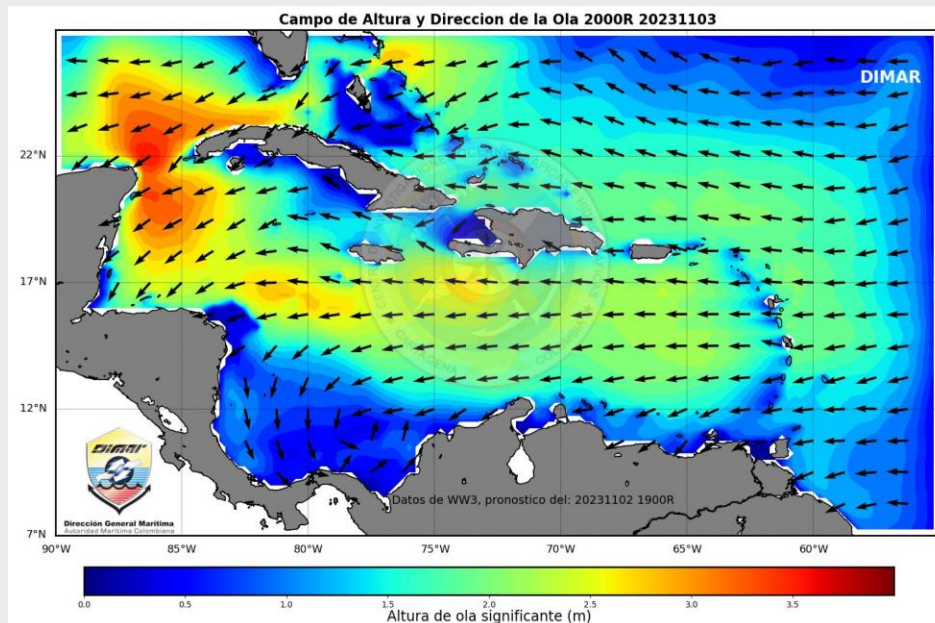 Campo de Altura y Direccion de la Ola 2000R 20231103
DIMAR
22°N
17°N
12°N
7°N
Dimar
Dirección General Marítima
Autoridad Marítima Colombiana
Datos de WW3, pronostico del: 20231102 1900R
90°W 85°W 80°W 75°W 70°W 65°W 60°W
0.0 0.5 1.0 1.5 2.0 2.5 3.0 3.5
Altura de ola significante (m)